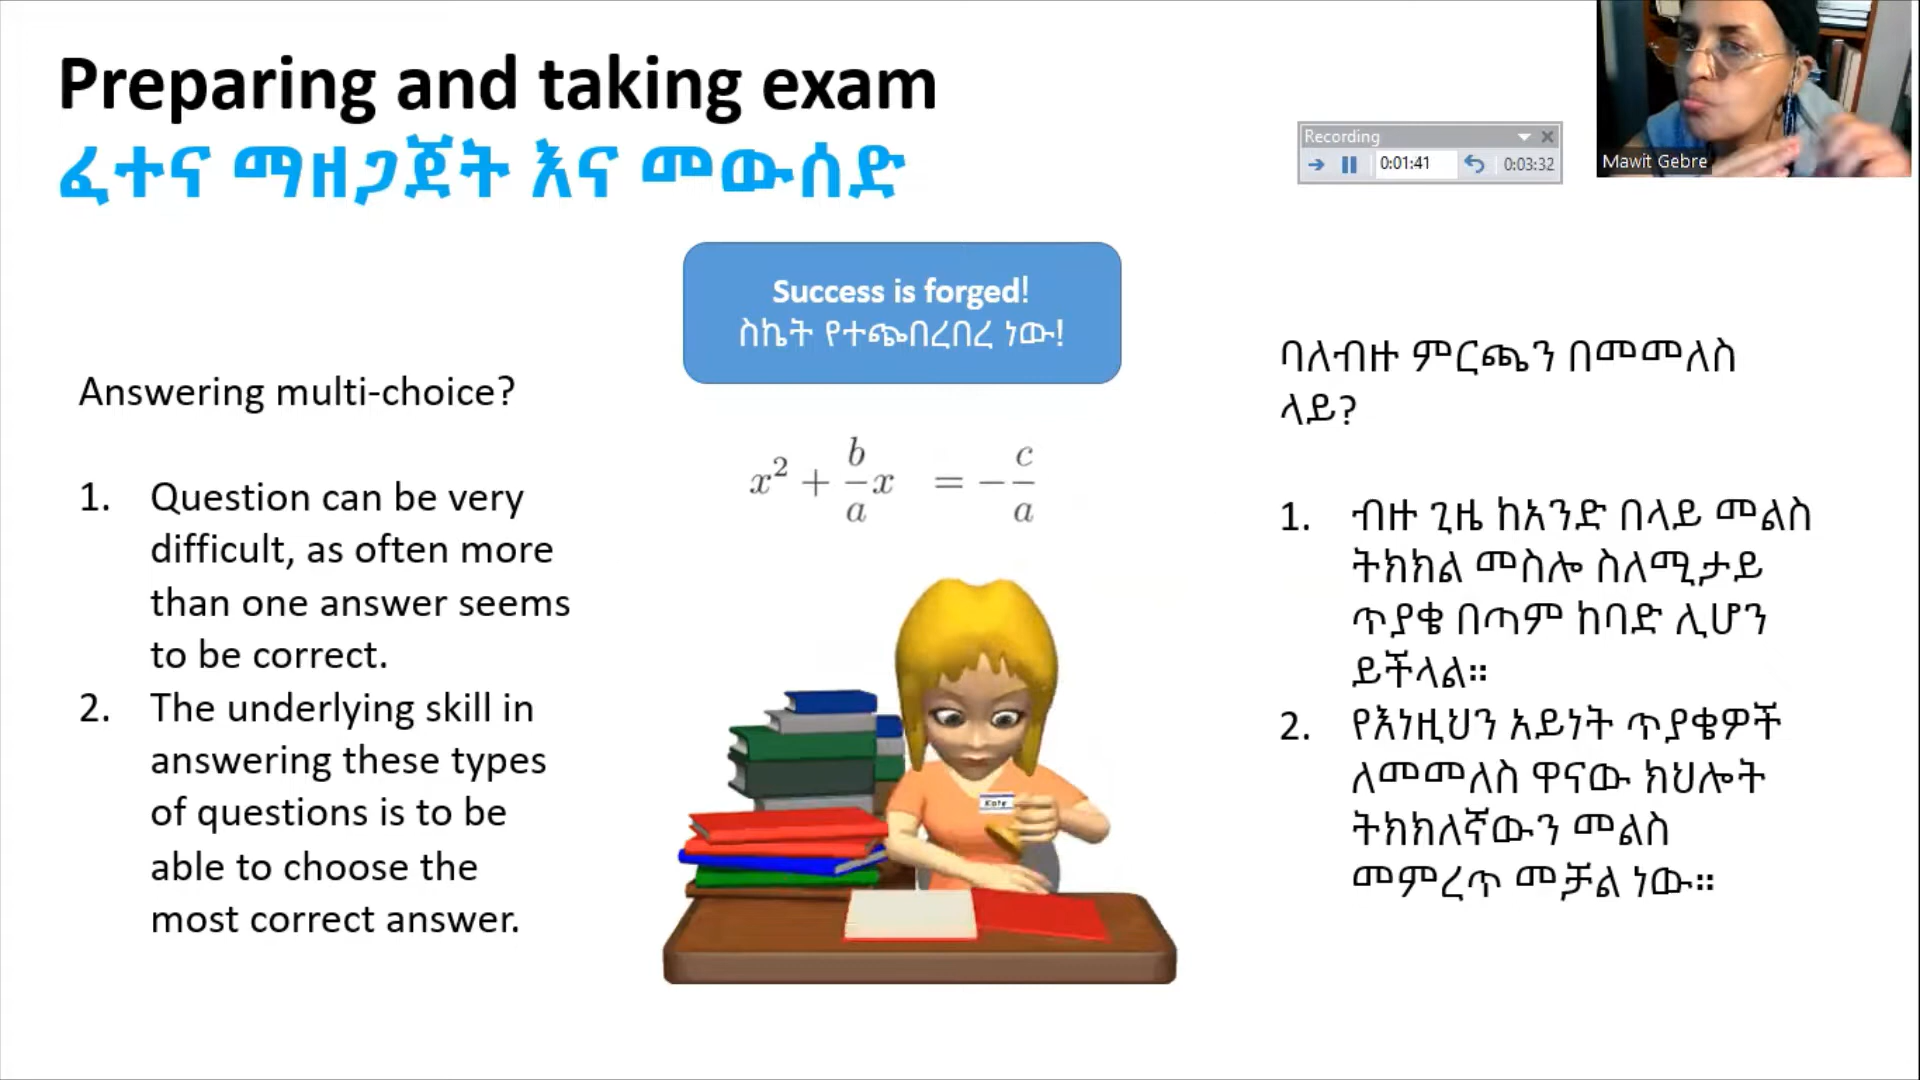 Preparing and taking exam
ፈተና ማዘጋጀት እና መውሰድ
Recording
0:01:41
0:03:32
Mawit Gebre
Success is forged!
ስኬት የተጭበረበረ ነው!
Answering multi-choice?
1. Question can be very
difficult, as often more
than one answer seems
to be correct.
2. The underlying skill in
answering these types
of questions is to be
able to choose the
most correct answer.
x² + b/a x = − c/a
Kate
ባለብዙ ምርጫን በመመለስ
ላይ?
1. ብዙ ጊዜ ከአንድ በላይ መልስ
ትክክል መስሎ ስለሚታይ
ጥያቄ በጣም ከባድ ሊሆን
ይችላል።
2. የእነዚህን አይነት ጥያቄዎች
ለመመለስ ዋናው ክህሎት
ትክክለኛውን መልስ
መምረጥ መቻል ነው።